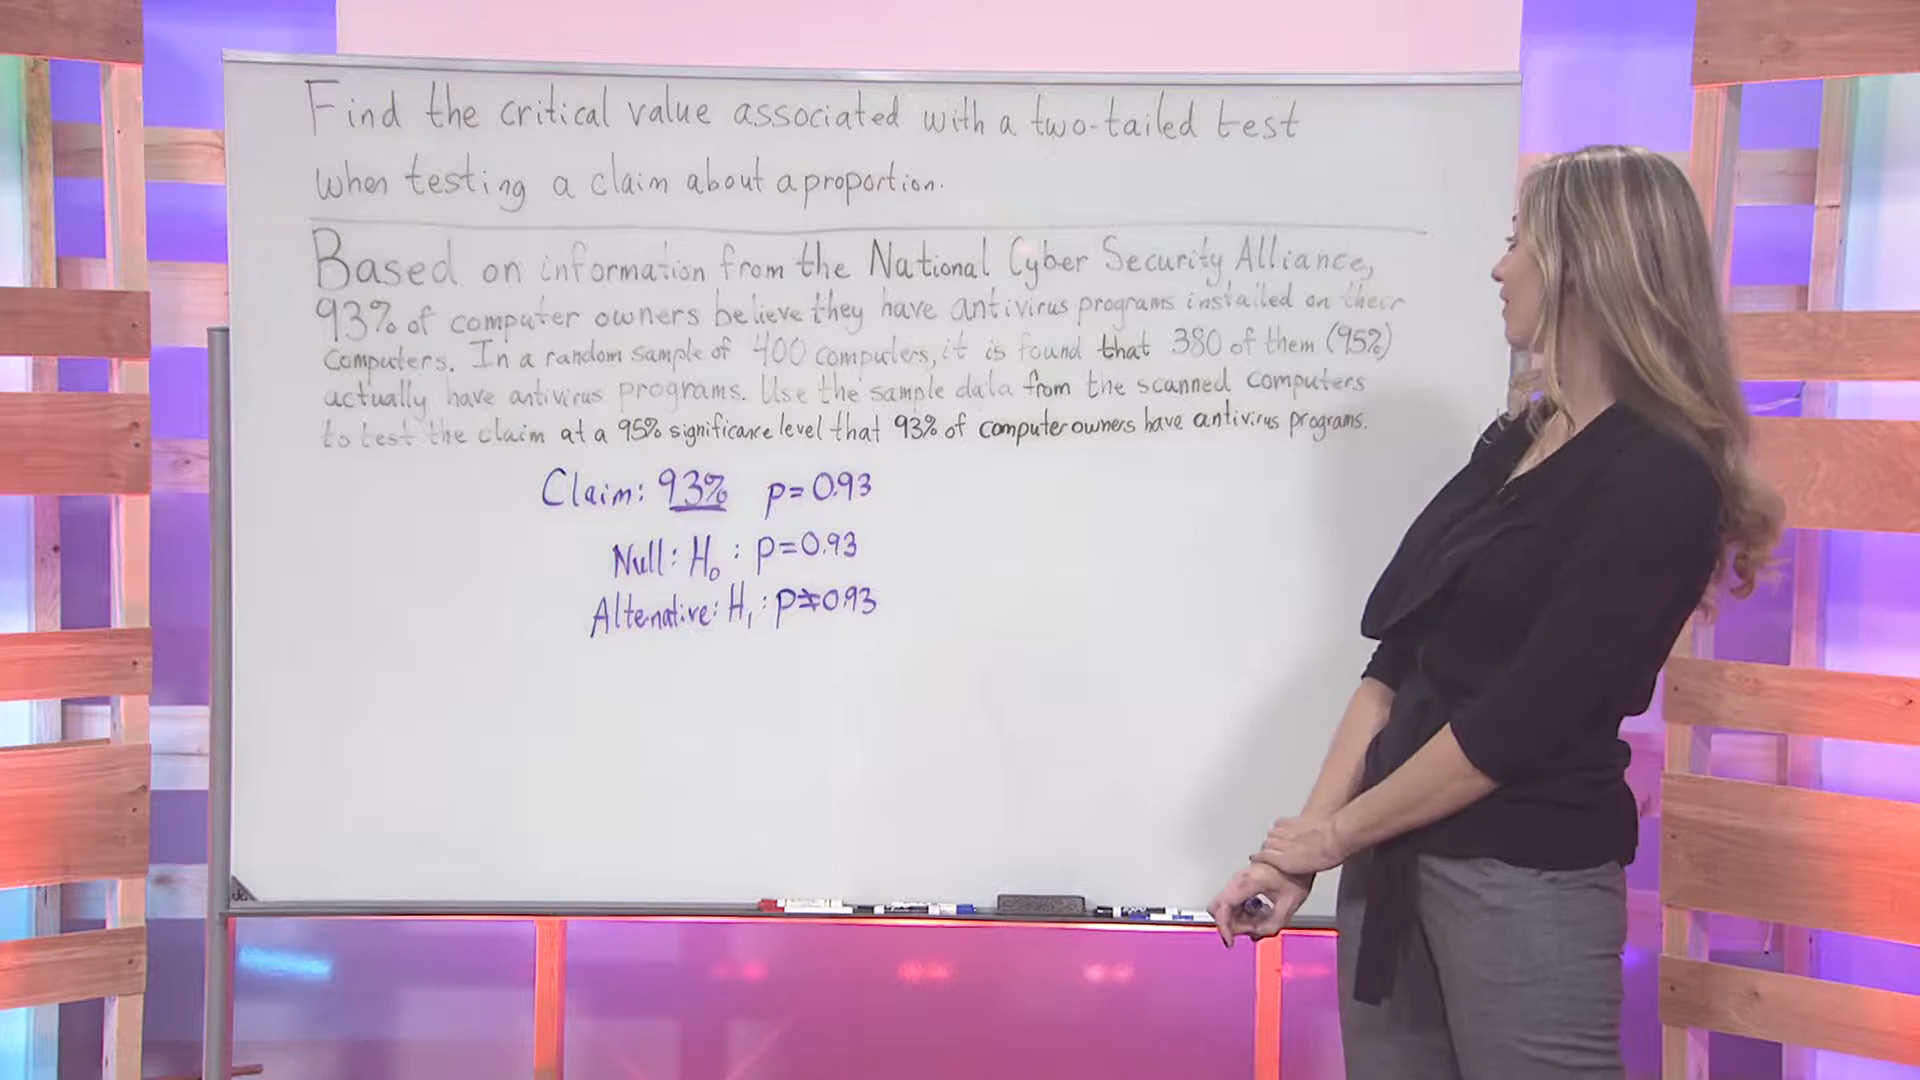 Find the critical value associated with a two-tailed test
when testing a claim about a proportion.
Based on information from the National Cyber Security Alliance,
93% of computer owners believe they have antivirus programs installed on their
computers. In a random sample of 400 computers, it is found that 380 of them (95%)
actually have antivirus programs. Use the sample data from the scanned computers
to test the claim at a 95% significance level that 93% of computer owners have antivirus programs.
Claim: 93% p=0.93
Null: H₀: p=0.93
Alternative: H₁: p≠0.93